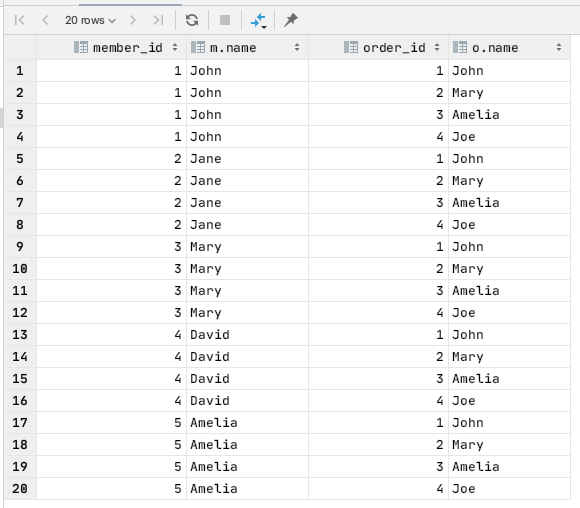 20 rows
member_id m.name order_id o.name
1 1 John 1 John
2 1 John 2 Mary
3 1 John 3 Amelia
4 1 John 4 Joe
5 2 Jane 1 John
6 2 Jane 2 Mary
7 2 Jane 3 Amelia
8 2 Jane 4 Joe
9 3 Mary 1 John
10 3 Mary 2 Mary
11 3 Mary 3 Amelia
12 3 Mary 4 Joe
13 4 David 1 John
14 4 David 2 Mary
15 4 David 3 Amelia
16 4 David 4 Joe
17 5 Amelia 1 John
18 5 Amelia 2 Mary
19 5 Amelia 3 Amelia
20 5 Amelia 4 Joe